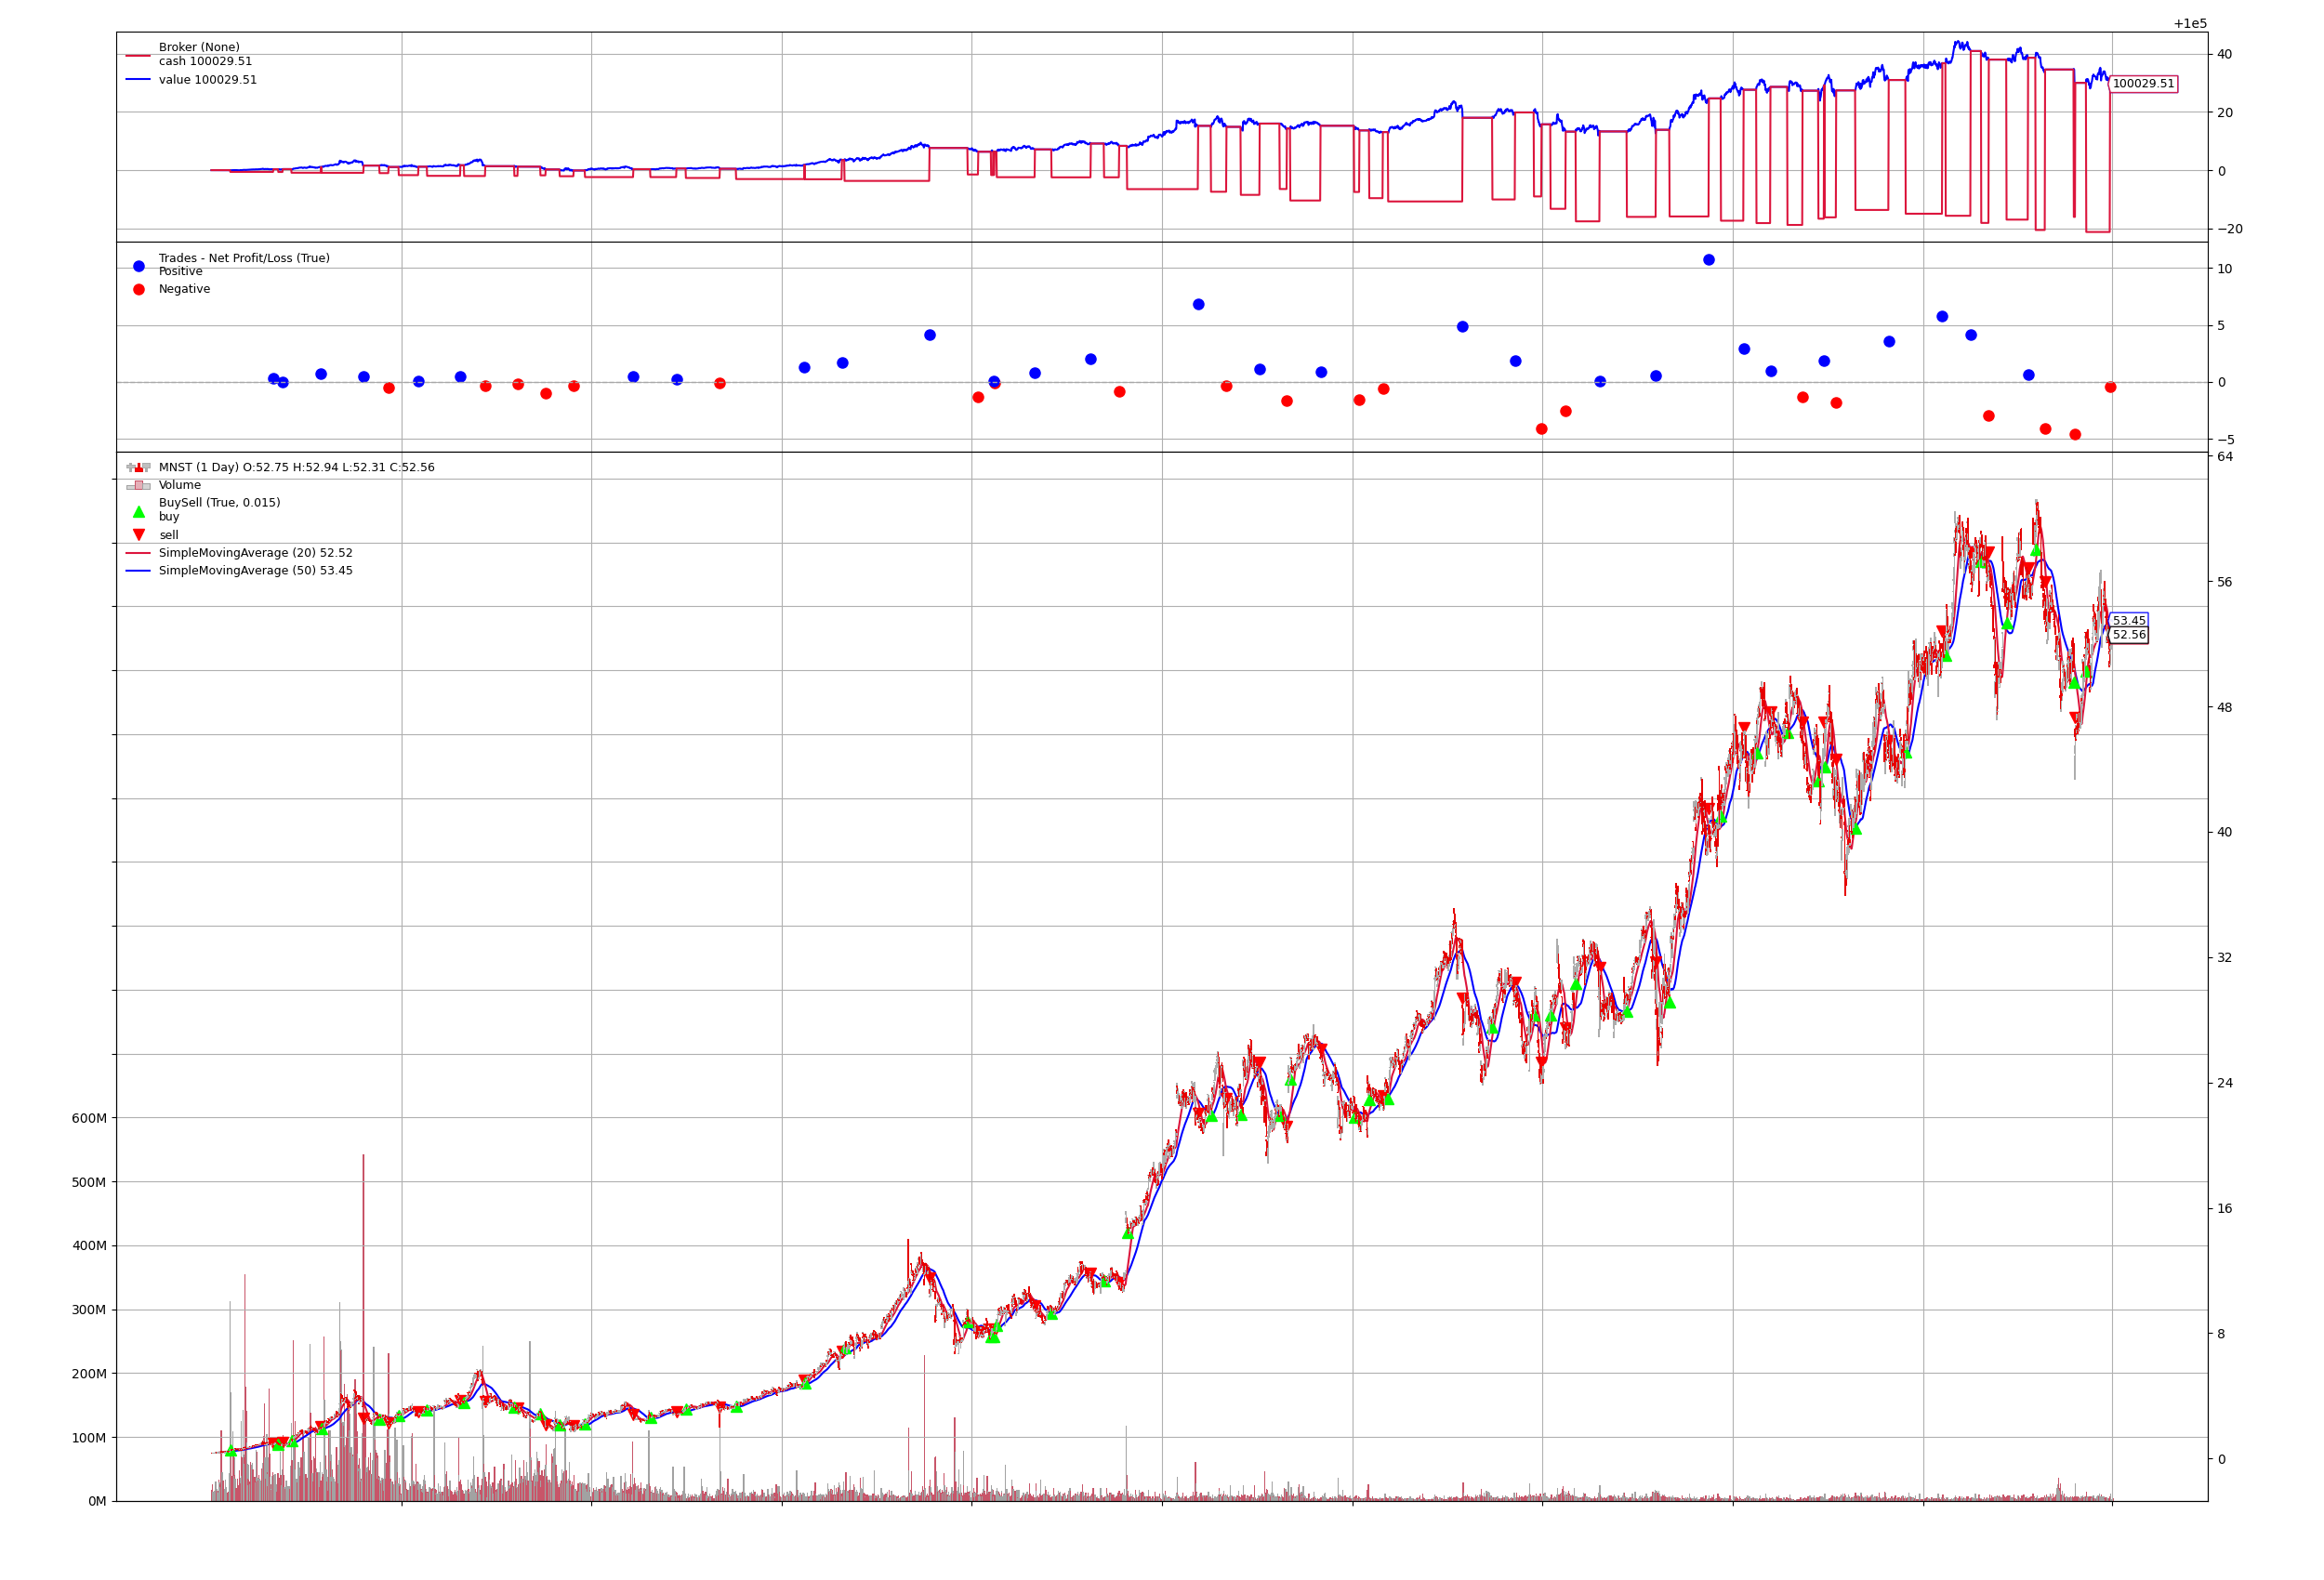 +1e5
Broker (None)
cash 100029.51
value 100029.51
40
20
0
−20
100029.51
Trades - Net Profit/Loss (True)
Positive
Negative
10
5
0
−5
MNST (1 Day) O:52.75 H:52.94 L:52.31 C:52.56
Volume
BuySell (True, 0.015)
buy
sell
SimpleMovingAverage (20) 52.52
SimpleMovingAverage (50) 53.45
64
56
53.45
52.56
48
40
32
24
16
8
0
600M
500M
400M
300M
200M
100M
0M